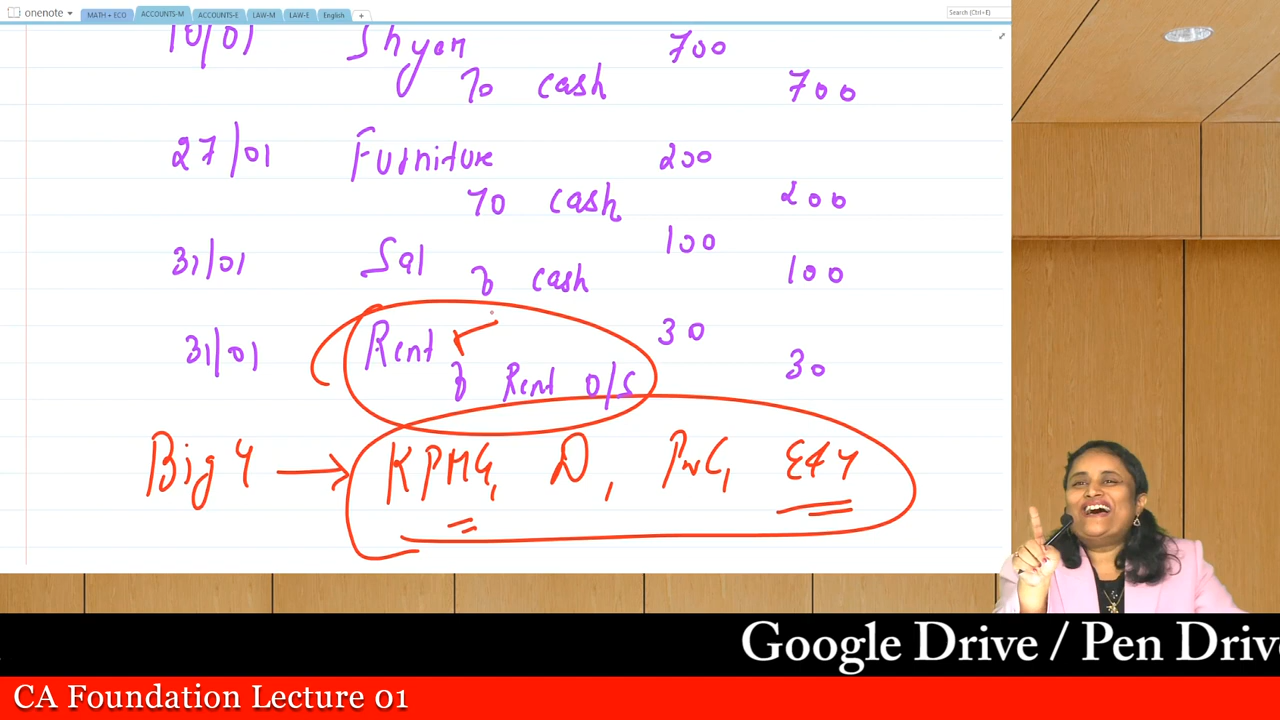 onenote MATH + ECO ACCOUNTS-M ACCOUNTS-E LAW-M LAW-E English + Search (Ctrl+E)
10/01 Shyam 700
To cash 700
27/01 Furniture 200
To cash 200
31/01 Sal 100
To cash 100
31/01 Rent 30
To Rent o/s 30
Big 4 → KPMG, D, PwC, E&Y
Google Drive / Pen Driv
CA Foundation Lecture 01